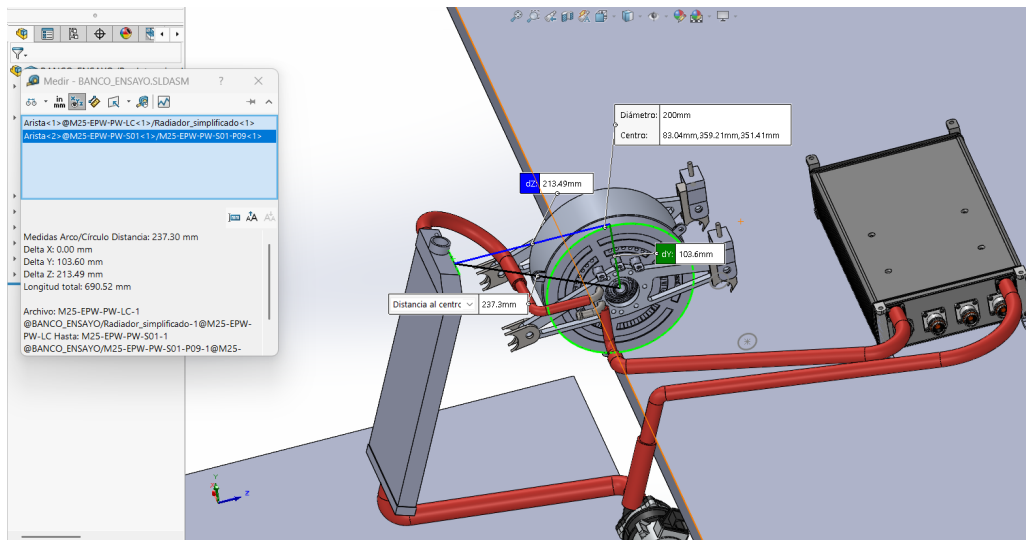 Medir - BANCO_ENSAYO.SLDASM
?
in
mm
Arista<1>@M25-EPW-PW-LC<1>/Radiador_simplificado<1>
Arista<2>@M25-EPW-PW-S01<1>/M25-EPW-PW-S01-P09<1>
Medidas Arco/Círculo Distancia: 237.30 mm
Delta X: 0.00 mm
Delta Y: 103.60 mm
Delta Z: 213.49 mm
Longitud total: 690.52 mm
Archivo: M25-EPW-PW-LC-1
@BANCO_ENSAYO/Radiador_simplificado-1@M25-EPW-
PW-LC Hasta: M25-EPW-PW-S01-1
@BANCO_ENSAYO/M25-EPW-PW-S01-P09-1@M25-
Diámetro: 200mm
Centro: 83.04mm,359.21mm,351.41mm
dZ: 213.49mm
dY: 103.6mm
Distancia al centro 237.3mm
Y
Z